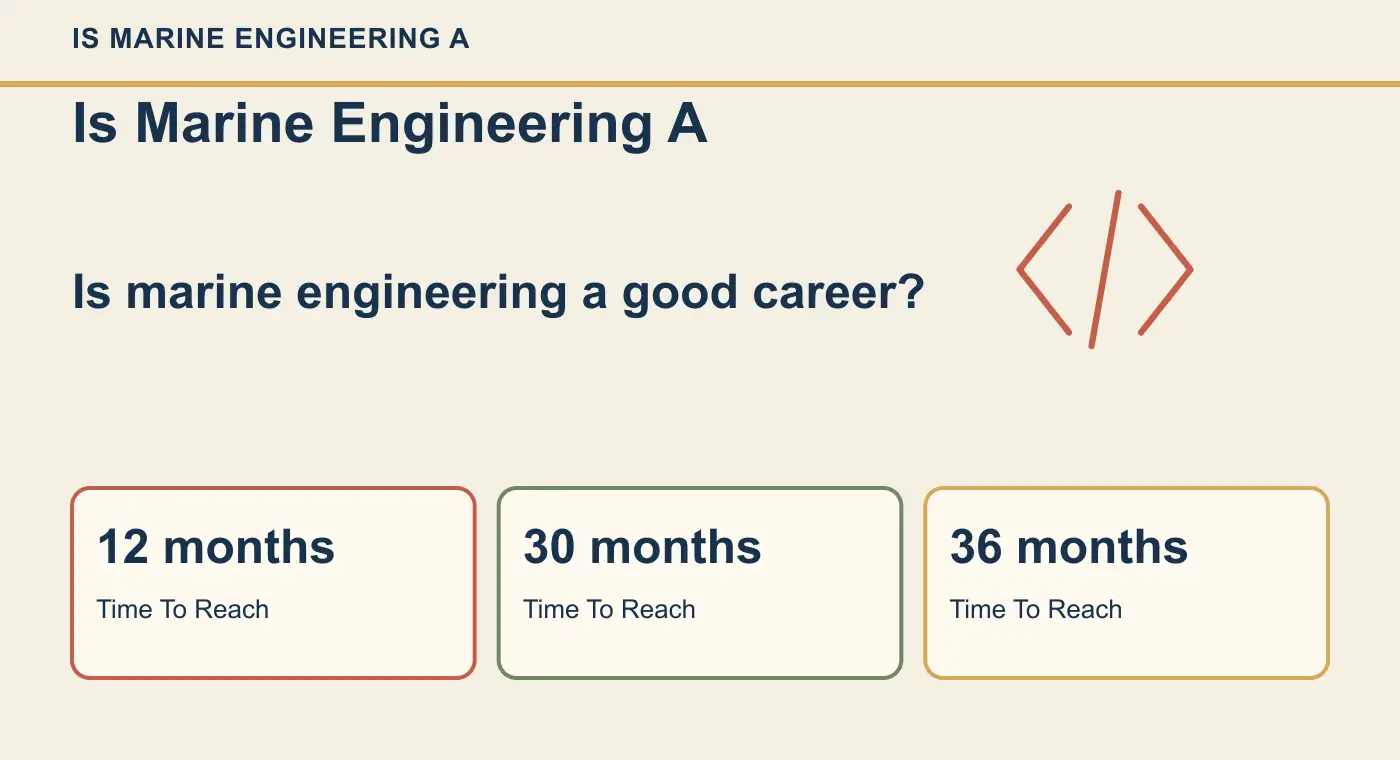 IS MARINE ENGINEERING A
Is Marine Engineering A
Is marine engineering a good career?
12 months
Time To Reach
30 months
Time To Reach
36 months
Time To Reach